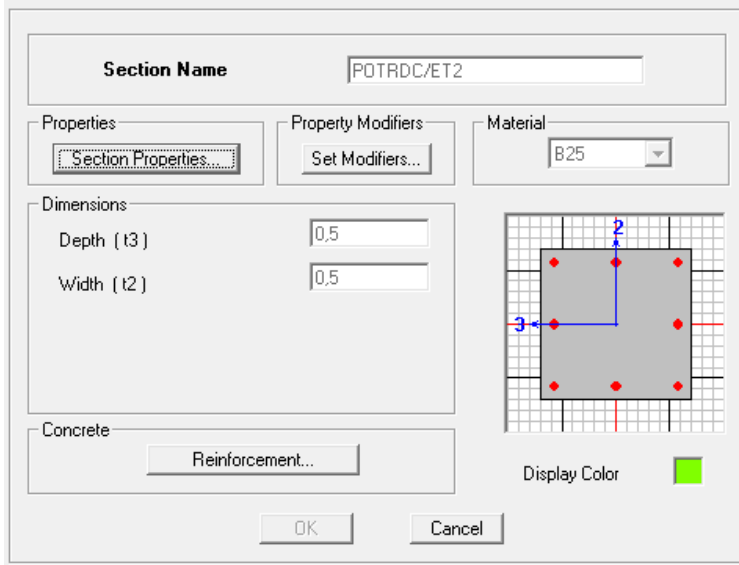 Section Name POTRDC/ET2
Properties Property Modifiers Material
Section Properties... Set Modifiers... B25
Dimensions
Depth ( t3 ) 0,5
Width ( t2 ) 0,5
2
3
Concrete
Reinforcement...
Display Color
OK Cancel